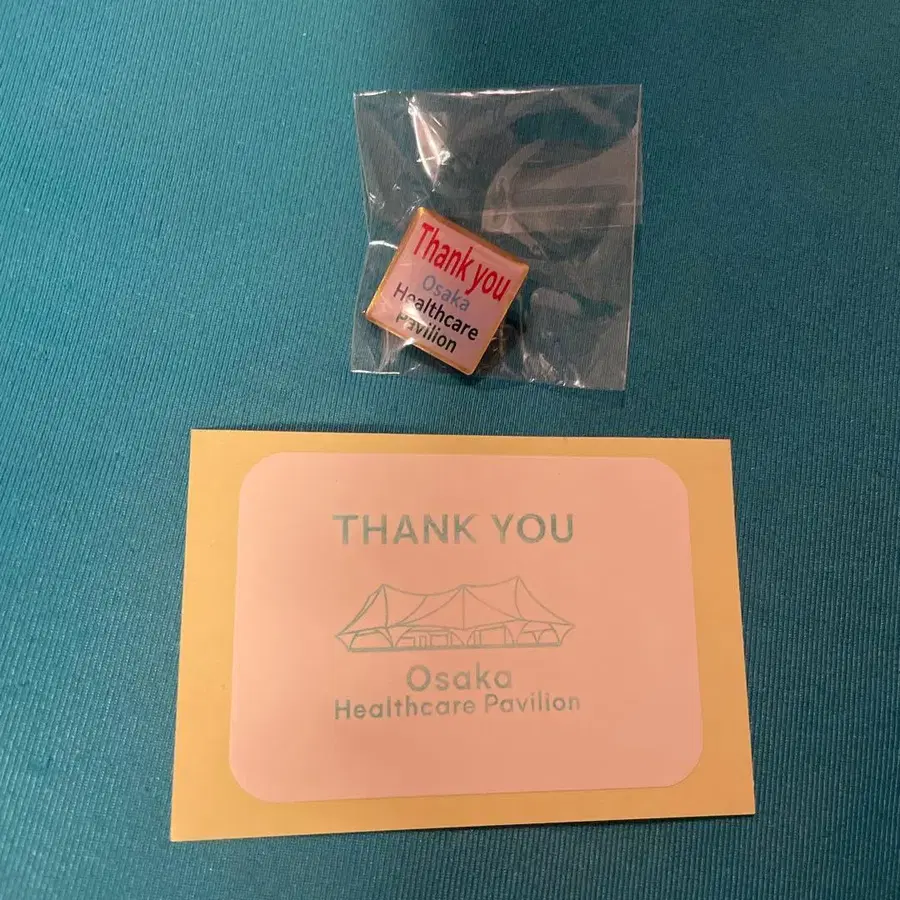 Thank you
Osaka
Healthcare
Pavilion
THANK YOU
Osaka
Healthcare Pavilion